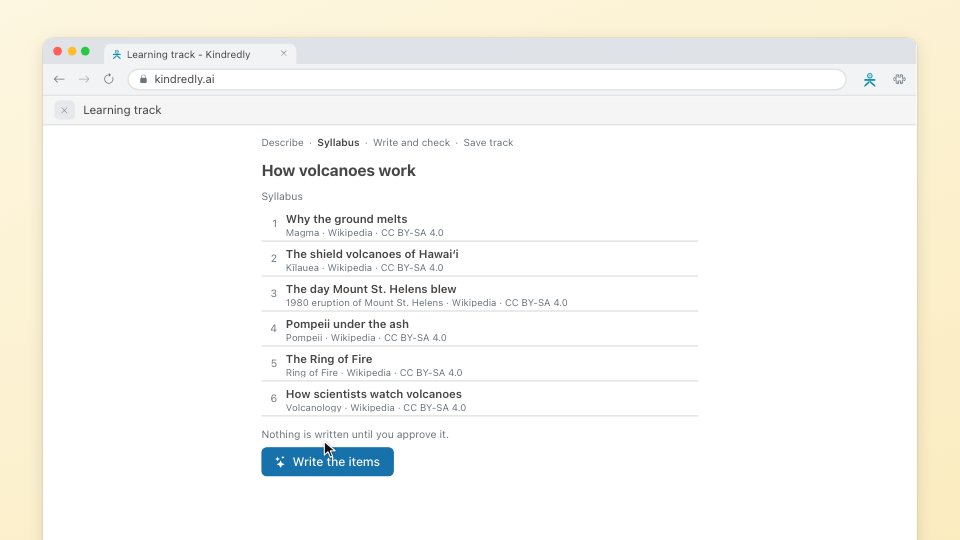 Learning track - Kindredly
kindredly.ai
Learning track
Describe · Syllabus · Write and check · Save track
How volcanoes work
Syllabus
1 Why the ground melts
Magma · Wikipedia · CC BY-SA 4.0
2 The shield volcanoes of Hawaiʻi
Kīlauea · Wikipedia · CC BY-SA 4.0
3 The day Mount St. Helens blew
1980 eruption of Mount St. Helens · Wikipedia · CC BY-SA 4.0
4 Pompeii under the ash
Pompeii · Wikipedia · CC BY-SA 4.0
5 The Ring of Fire
Ring of Fire · Wikipedia · CC BY-SA 4.0
6 How scientists watch volcanoes
Volcanology · Wikipedia · CC BY-SA 4.0
Nothing is written until you approve it.
Write the items